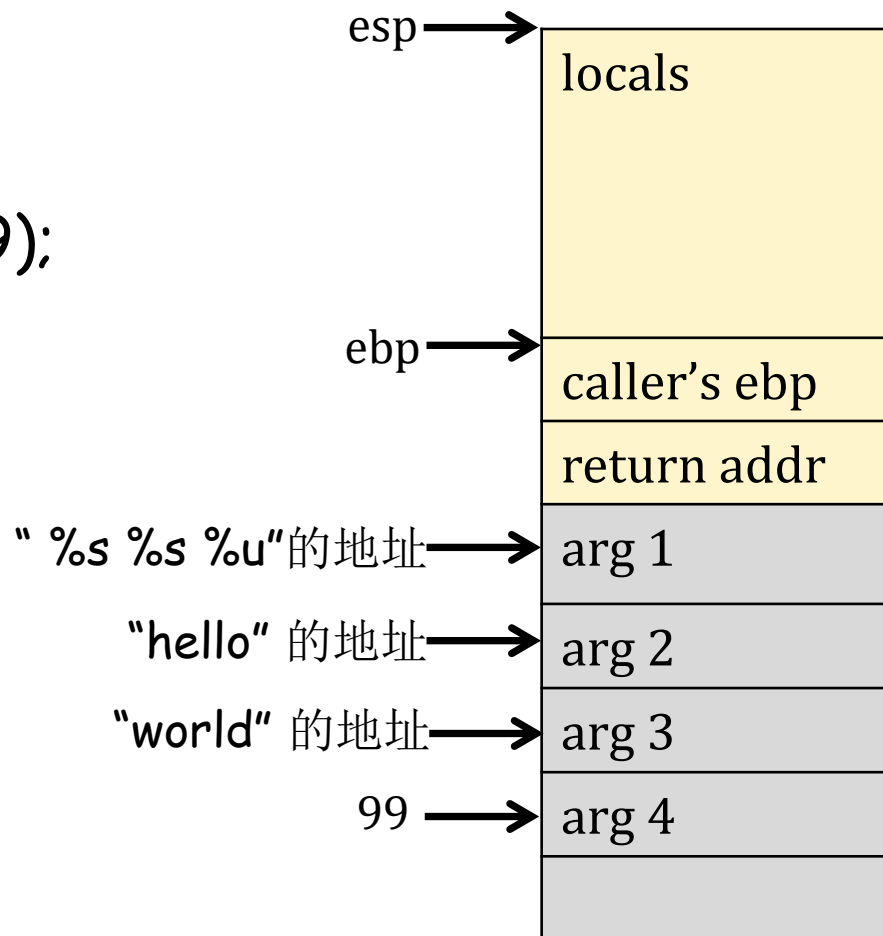 esp
locals
9);
ebp
caller’s ebp
return addr
“ %s %s %u”的地址
arg 1
“hello” 的地址
arg 2
“world” 的地址
arg 3
99
arg 4